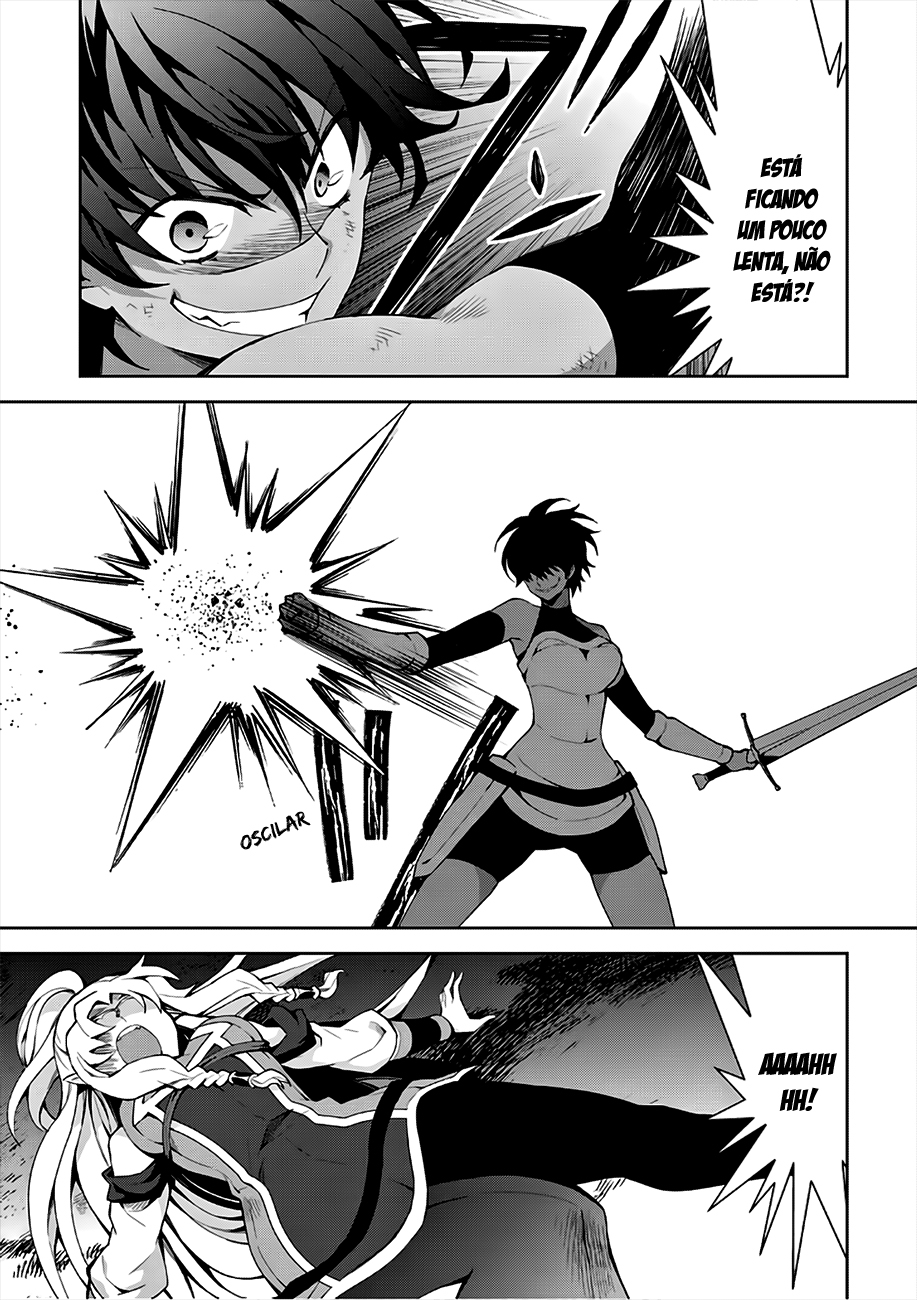 ESTÁ
FICANDO
UM POUCO
LENTA, NÃO
ESTÁ?!
OSCILAR
AAAAHH
HH!